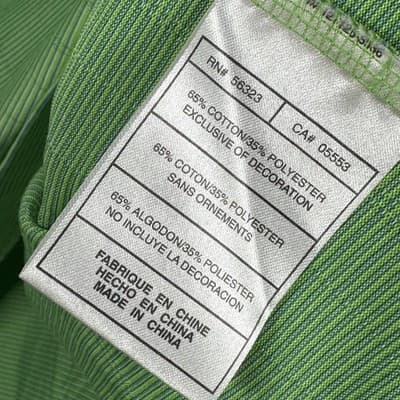 RN# 56323
CA# 05553
65% COTTON/35% POLYESTER
EXCLUSIVE OF DECORATION
65% COTON/35% POLYESTER
SANS ORNEMENTS
65% ALGODON/35% POLIESTER
NO INCLUYE LA DECORACION
FABRIQUE EN CHINE
HECHO EN CHINA
MADE IN CHINA